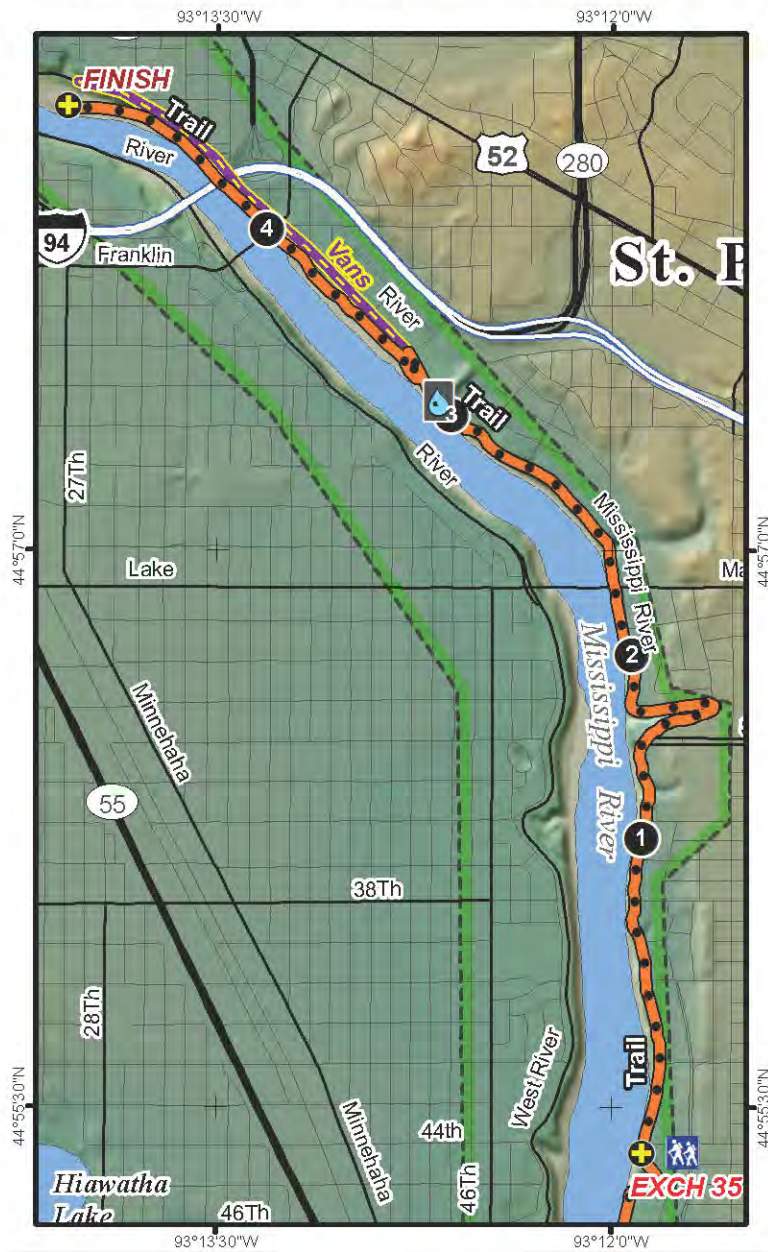 93°13'30"W
93°12'0"W
FINISH
Trail
River
52
280
94
Franklin
4
Vans
River
St. P
3
Trail
River
27Th
Mississippi River
44°57'0"N
44°57'0"N
Lake
Ma
2
Mississippi River
Minnehaha
55
1
38Th
28Th
Trail
West River
44°55'30"N
44°55'30"N
44th
Minnehaha
46Th
EXCH 35
Hiawatha
Lake
46Th
93°13'30"W
93°12'0"W